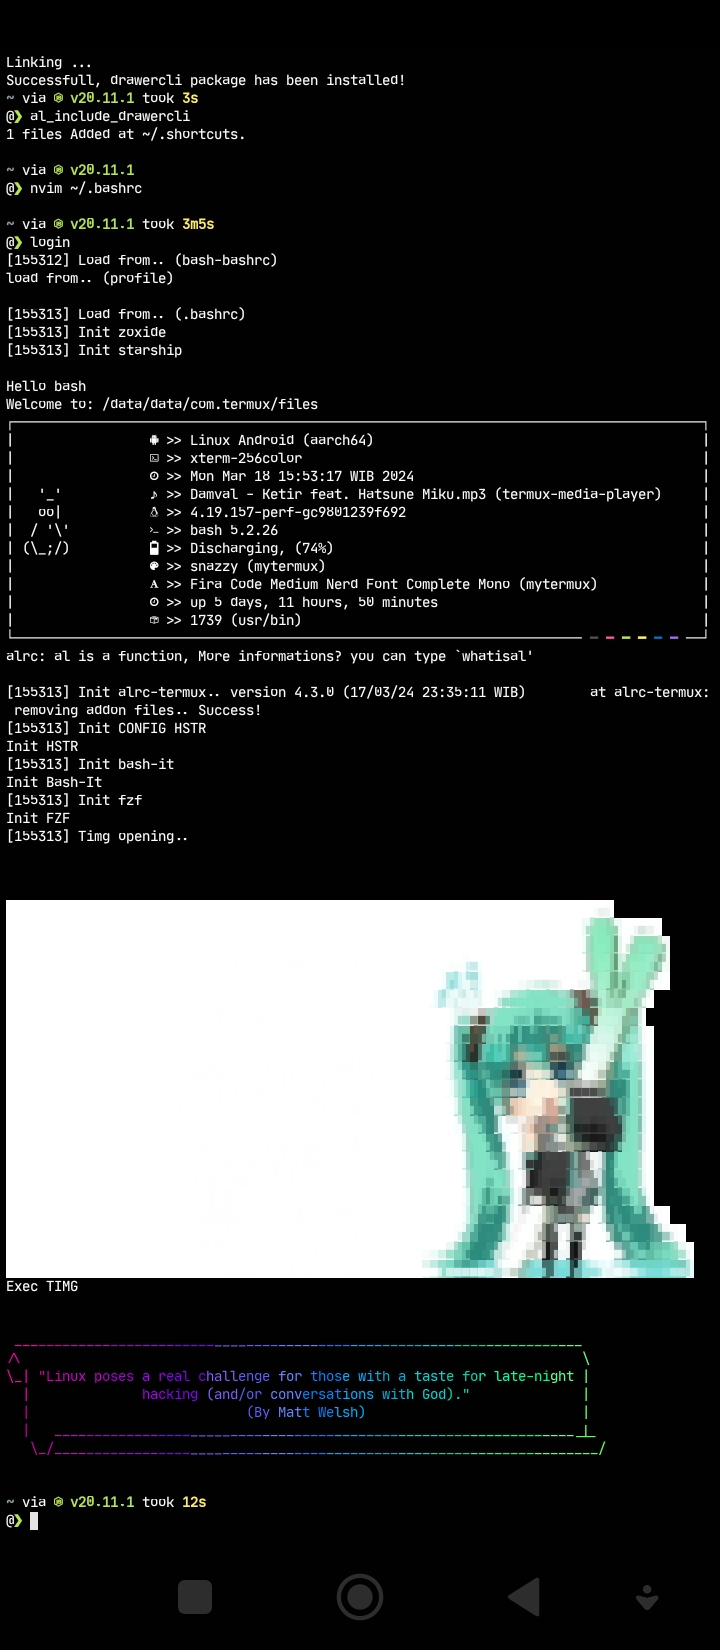 Linking ...
Successfull, drawercli package has been installed!
~ via v20.11.1 took 3s
@❯ al_include_drawercli
1 files Added at ~/.shortcuts.
~ via v20.11.1
@❯ nvim ~/.bashrc
~ via v20.11.1 took 3m5s
@❯ login
[155312] Load from.. (bash-bashrc)
load from.. (profile)
[155313] Load from.. (.bashrc)
[155313] Init zoxide
[155313] Init starship
Hello bash
Welcome to: /data/data/com.termux/files
>> Linux Android (aarch64)
>> xterm-256color
>> Mon Mar 18 15:53:17 WIB 2024
'_' ♪ >> Damval - Ketir feat. Hatsune Miku.mp3 (termux-media-player)
oo| >> 4.19.157-perf-gc9801239f692
/ '\' >> bash 5.2.26
(\_;/) >> Discharging, (74%)
>> snazzy (mytermux)
A >> Fira Code Medium Nerd Font Complete Mono (mytermux)
>> up 5 days, 11 hours, 50 minutes
>> 1739 (usr/bin)
alrc: al is a function, More informations? you can type `whatisal'
[155313] Init alrc-termux.. version 4.3.0 (17/03/24 23:35:11 WIB) at alrc-termux:
removing addon files.. Success!
[155313] Init CONFIG HSTR
Init HSTR
[155313] Init bash-it
Init Bash-It
[155313] Init fzf
Init FZF
[155313] Timg opening..
Exec TIMG
"Linux poses a real challenge for those with a taste for late-night
hacking (and/or conversations with God)."
(By Matt Welsh)
~ via v20.11.1 took 12s
@❯